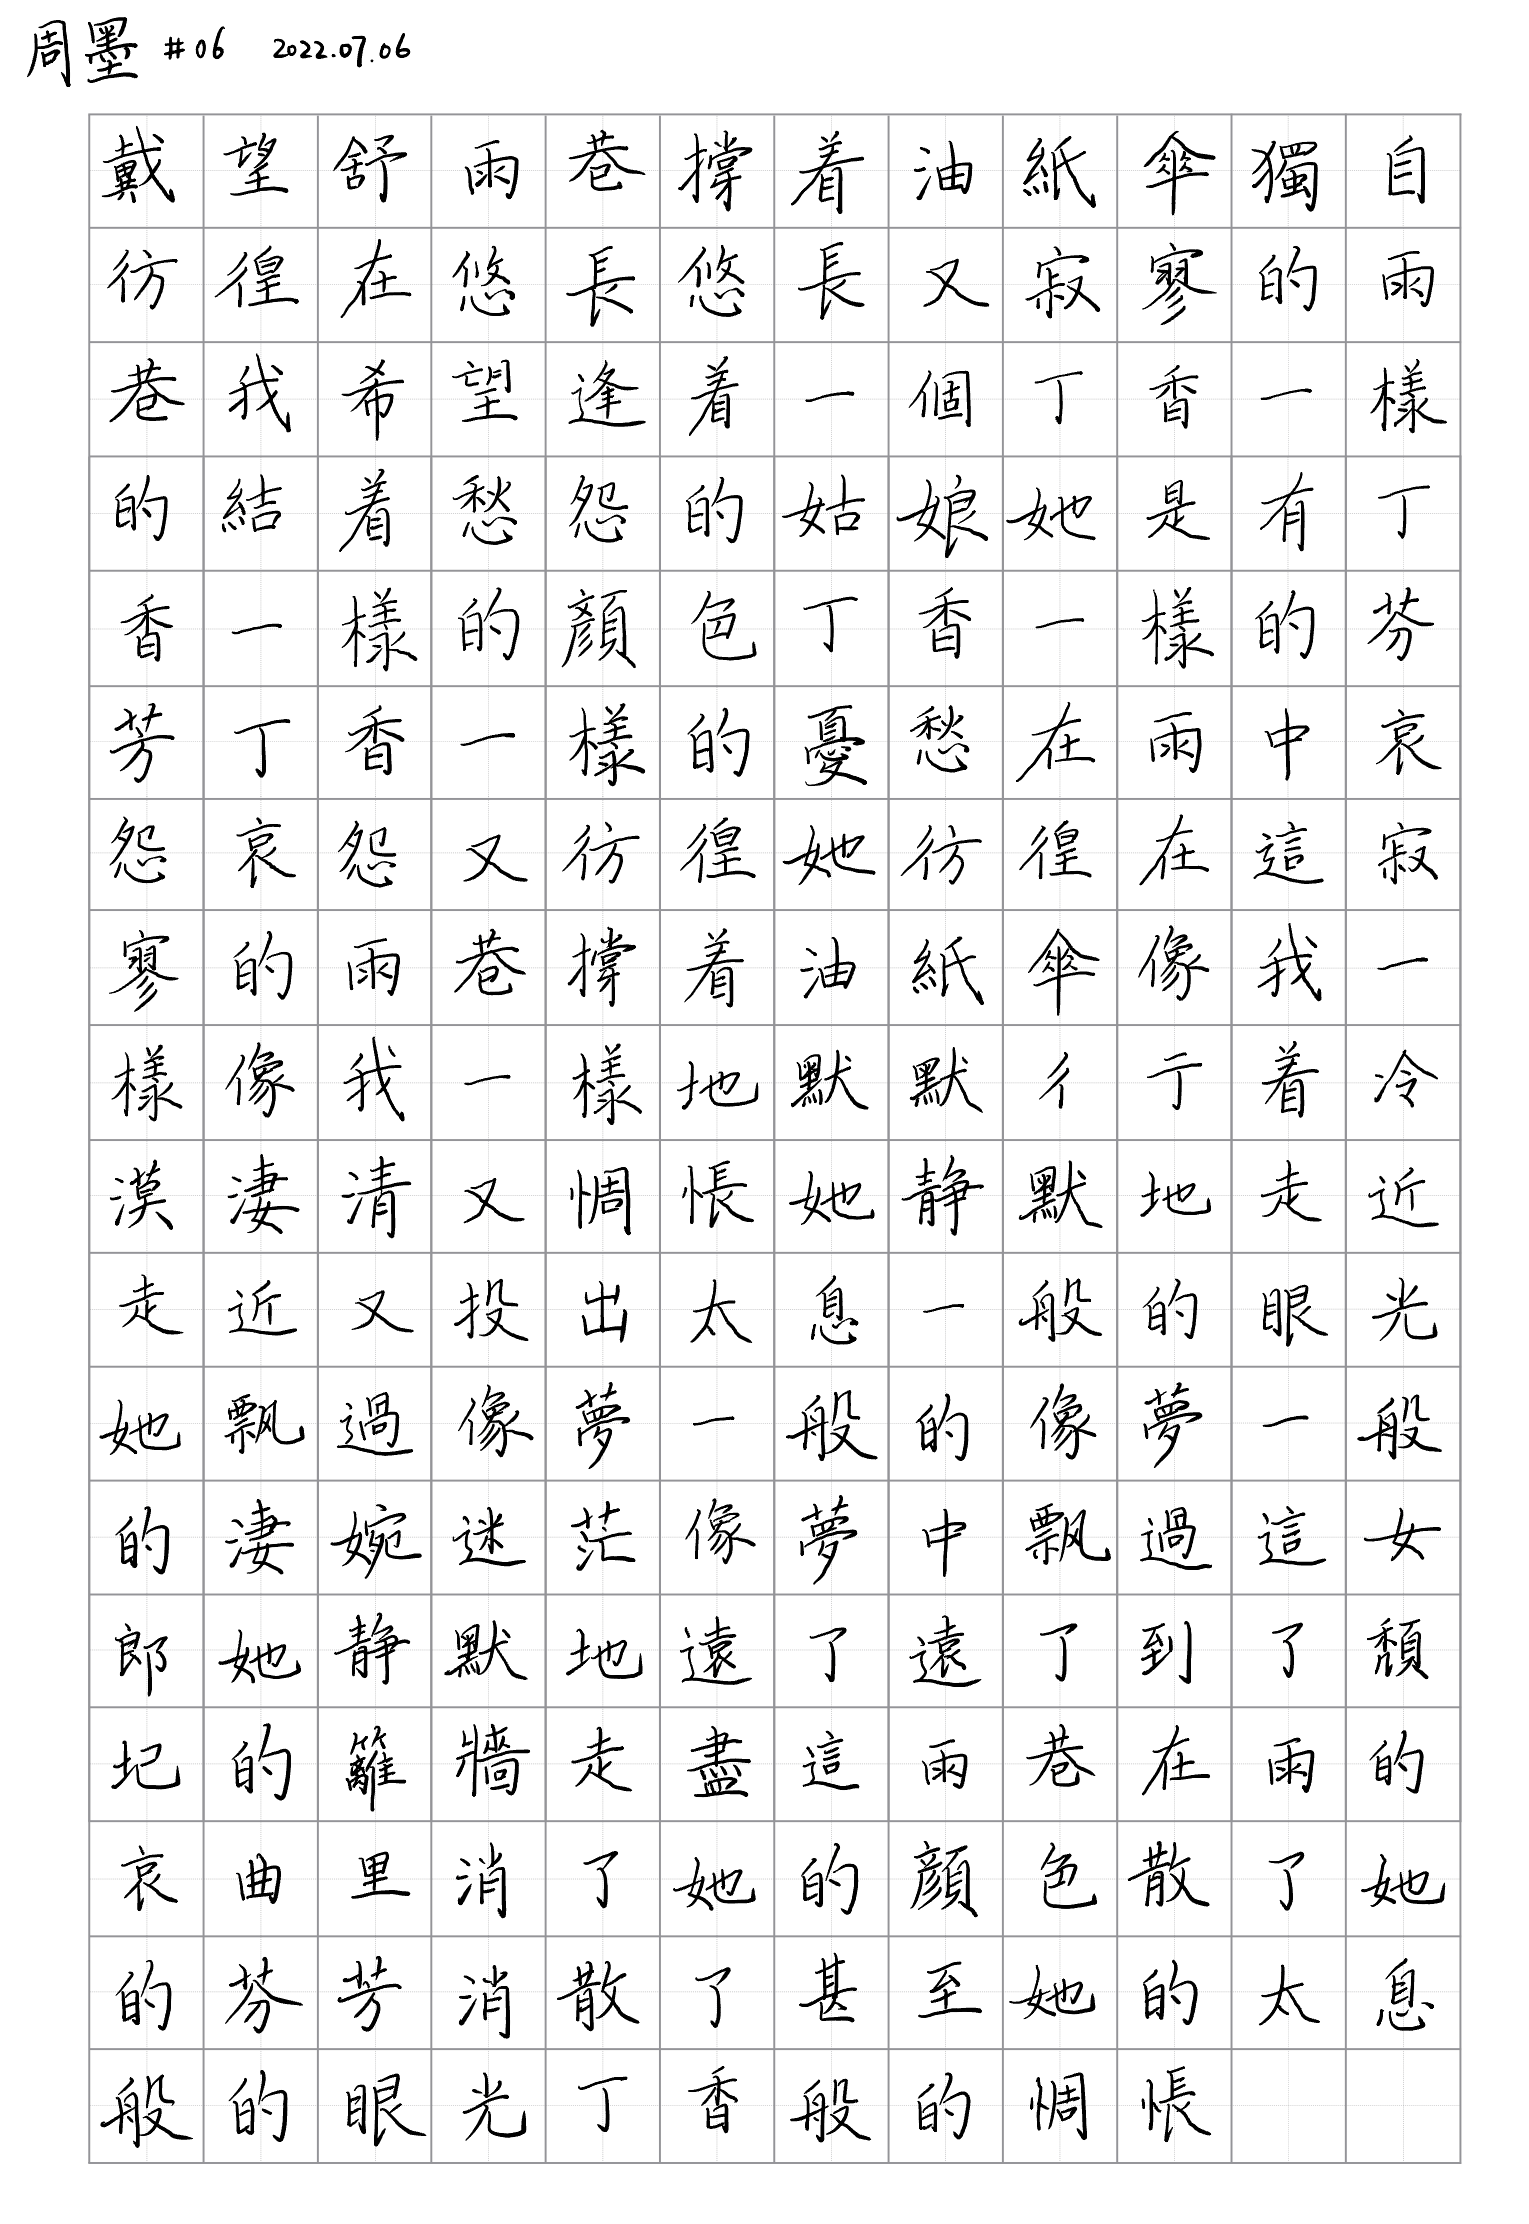 周墨 #06 2022.07.06
戴望舒雨巷撐着油紙傘獨自
彷徨在悠長悠長又寂寥的雨
巷我希望逢着一個丁香一樣
的結着愁怨的姑娘她是有丁
香一樣的顏色丁香一樣的芬
芳丁香一樣的憂愁在雨中哀
怨哀怨又彷徨她彷徨在這寂
寥的雨巷撐着油紙傘像我一
樣像我一樣地默默彳亍着冷
漠淒清又惆悵她静默地走近
走近又投出太息一般的眼光
她飘過像夢一般的像夢一般
的淒婉迷茫像夢中飘過這女
郎她静默地遠了遠了到了頹
圮的籬牆走盡這雨巷在雨的
哀曲里消了她的顏色散了她
的芬芳消散了甚至她的太息
般的眼光丁香般的惆悵